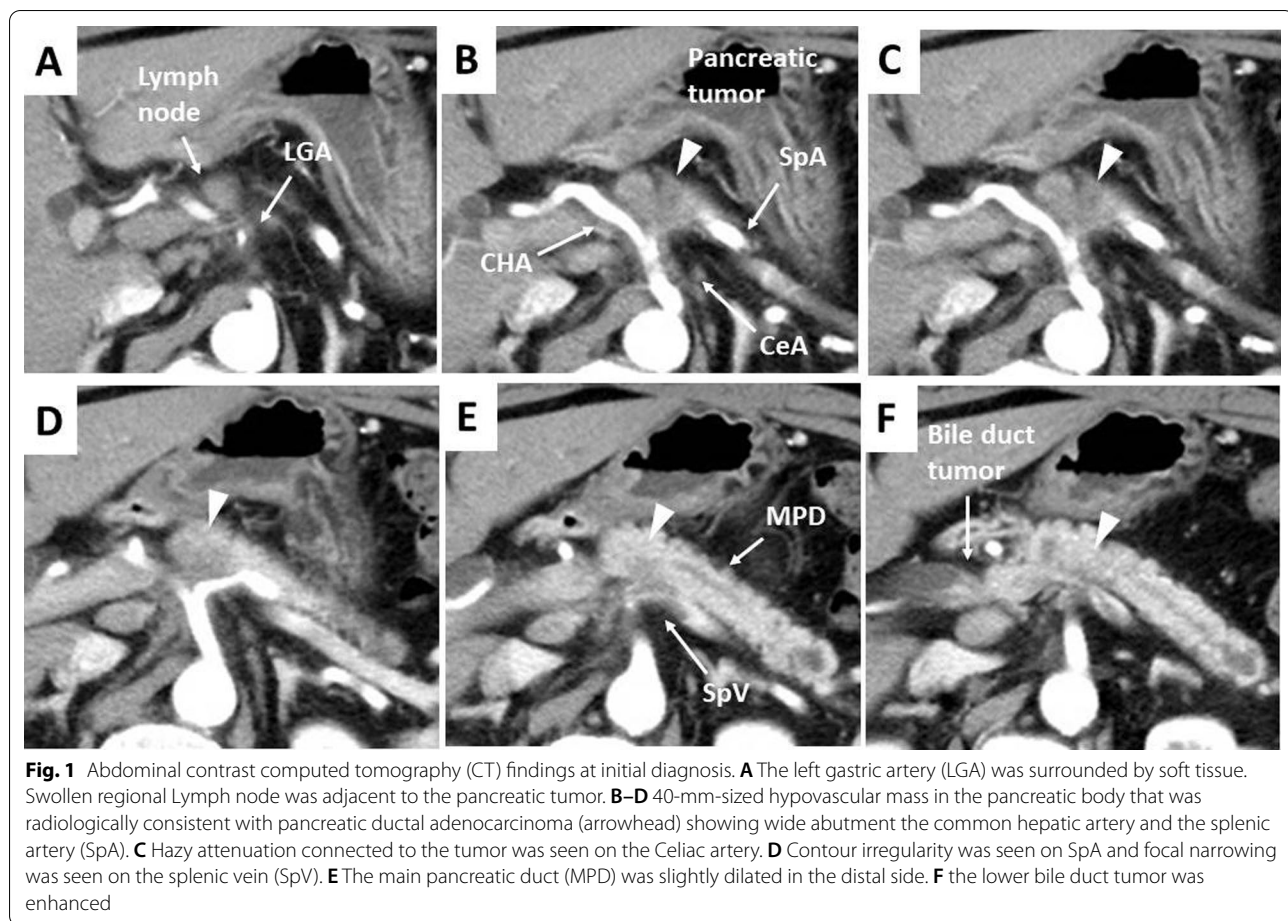 A
Lymph
node
LGA
B
Pancreatic
tumor
SpA
CHA
CeA
C
D
E
MPD
SpV
F
Bile duct
tumor
Fig. 1 Abdominal contrast computed tomography (CT) findings at initial diagnosis. A The left gastric artery (LGA) was surrounded by soft tissue.
Swollen regional Lymph node was adjacent to the pancreatic tumor. B–D 40-mm-sized hypovascular mass in the pancreatic body that was
radiologically consistent with pancreatic ductal adenocarcinoma (arrowhead) showing wide abutment the common hepatic artery and the splenic
artery (SpA). C Hazy attenuation connected to the tumor was seen on the Celiac artery. D Contour irregularity was seen on SpA and focal narrowing
was seen on the splenic vein (SpV). E The main pancreatic duct (MPD) was slightly dilated in the distal side. F the lower bile duct tumor was
enhanced